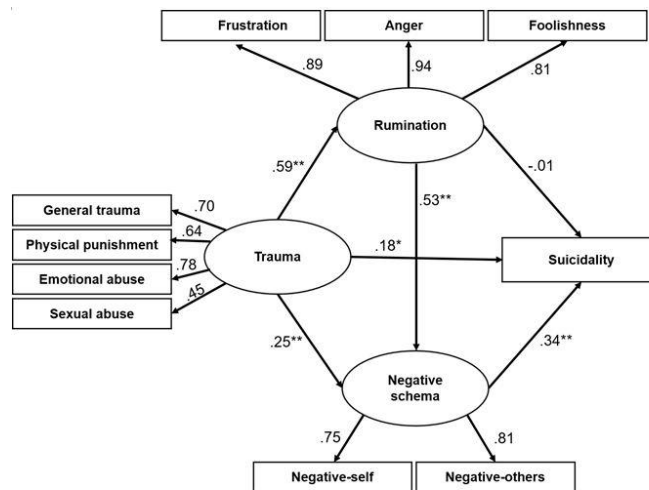 Frustration
Anger
Foolishness
.89
.94
.81
Rumination
.59**
-.01
.53**
General trauma
.70
Physical punishment
.64
Emotional abuse
.78
Sexual abuse
.45
Trauma
.18*
Suicidality
.25**
.34**
Negative
schema
.75
.81
Negative-self
Negative-others